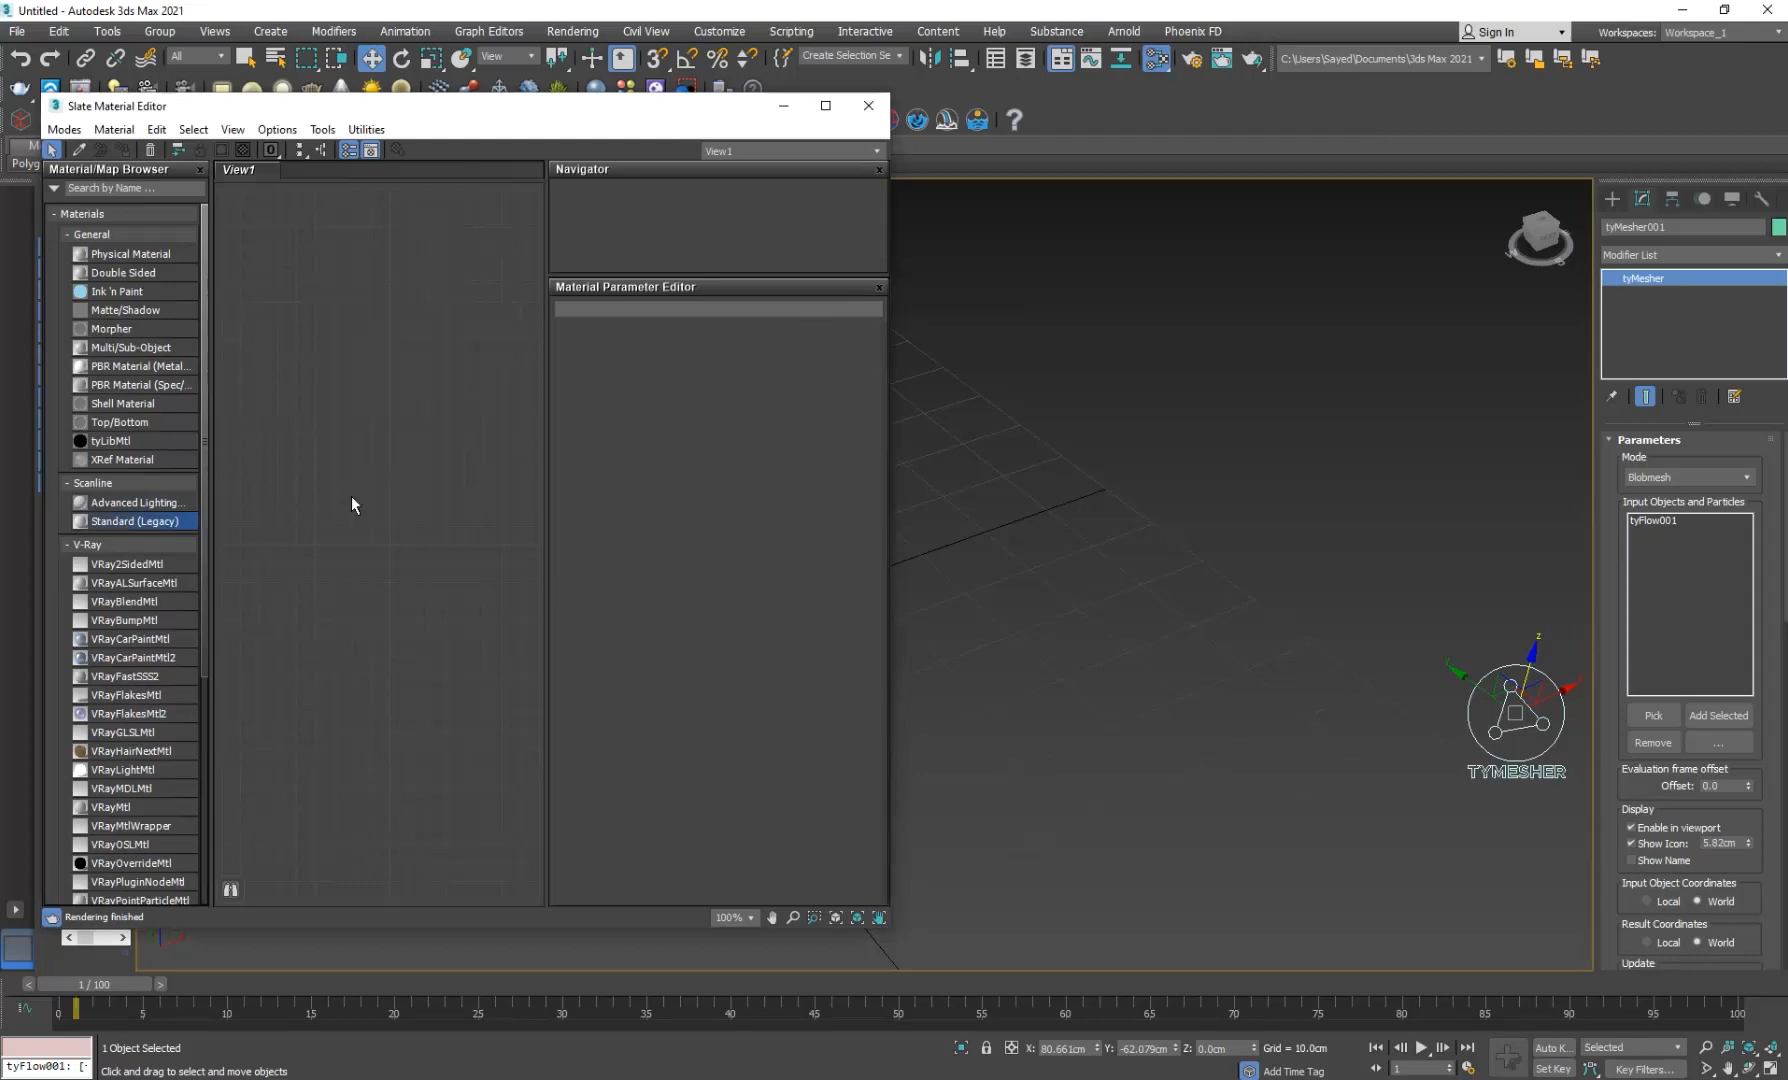 Untitled - Autodesk 3ds Max 2021
File Edit Tools Group Views Create Modifiers Animation Graph Editors Rendering Civil View Customize Scripting Interactive Content Help Substance Arnold Phoenix FD
Sign In Workspaces: Workspace_1
All View Create Selection Se C:\Users\Sayed\Documents\3ds Max 2021
Slate Material Editor
Modes Material Edit Select View Options Tools Utilities
View1
Polyg
Material/Map Browser
View1
Navigator
Search by Name ...
- Materials
- General
Physical Material
Double Sided
Ink 'n Paint
Matte/Shadow
Morpher
Multi/Sub-Object
PBR Material (Metal...
PBR Material (Spec/...
Shell Material
Top/Bottom
tyLibMtl
XRef Material
- Scanline
Advanced Lighting...
Standard (Legacy)
- V-Ray
VRay2SidedMtl
VRayALSurfaceMtl
VRayBlendMtl
VRayBumpMtl
VRayCarPaintMtl
VRayCarPaintMtl2
VRayFastSSS2
VRayFlakesMtl
VRayFlakesMtl2
VRayGLSLMtl
VRayHairNextMtl
VRayLightMtl
VRayMDLMtl
VRayMtl
VRayMtlWrapper
VRayOSLMtl
VRayOverrideMtl
VRayPluginNodeMtl
VRayPointParticleMtl
Material Parameter Editor
Rendering finished
100%
z
TYMESHER
tyMesher001
Modifier List
tyMesher
Parameters
Mode
Blobmesh
Input Objects and Particles
tyFlow001
Pick Add Selected
Remove ...
Evaluation frame offset
Offset: 0.0
Display
Enable in viewport
Show Icon: 5.82cm
Show Name
Input Object Coordinates
Local World
Result Coordinates
Local World
Update
< 1 / 100 >
0 5 10 15 20 25 30 35 40 45 50 55 60 65 70 75 80 85 90 95 100
1 Object Selected
X: 80.661cm Y: -62.079cm Z: 0.0cm Grid = 10.0cm
Auto K... Selected
tyFlow001: [
Click and drag to select and move objects
Add Time Tag
1
Set Key Key Filters...